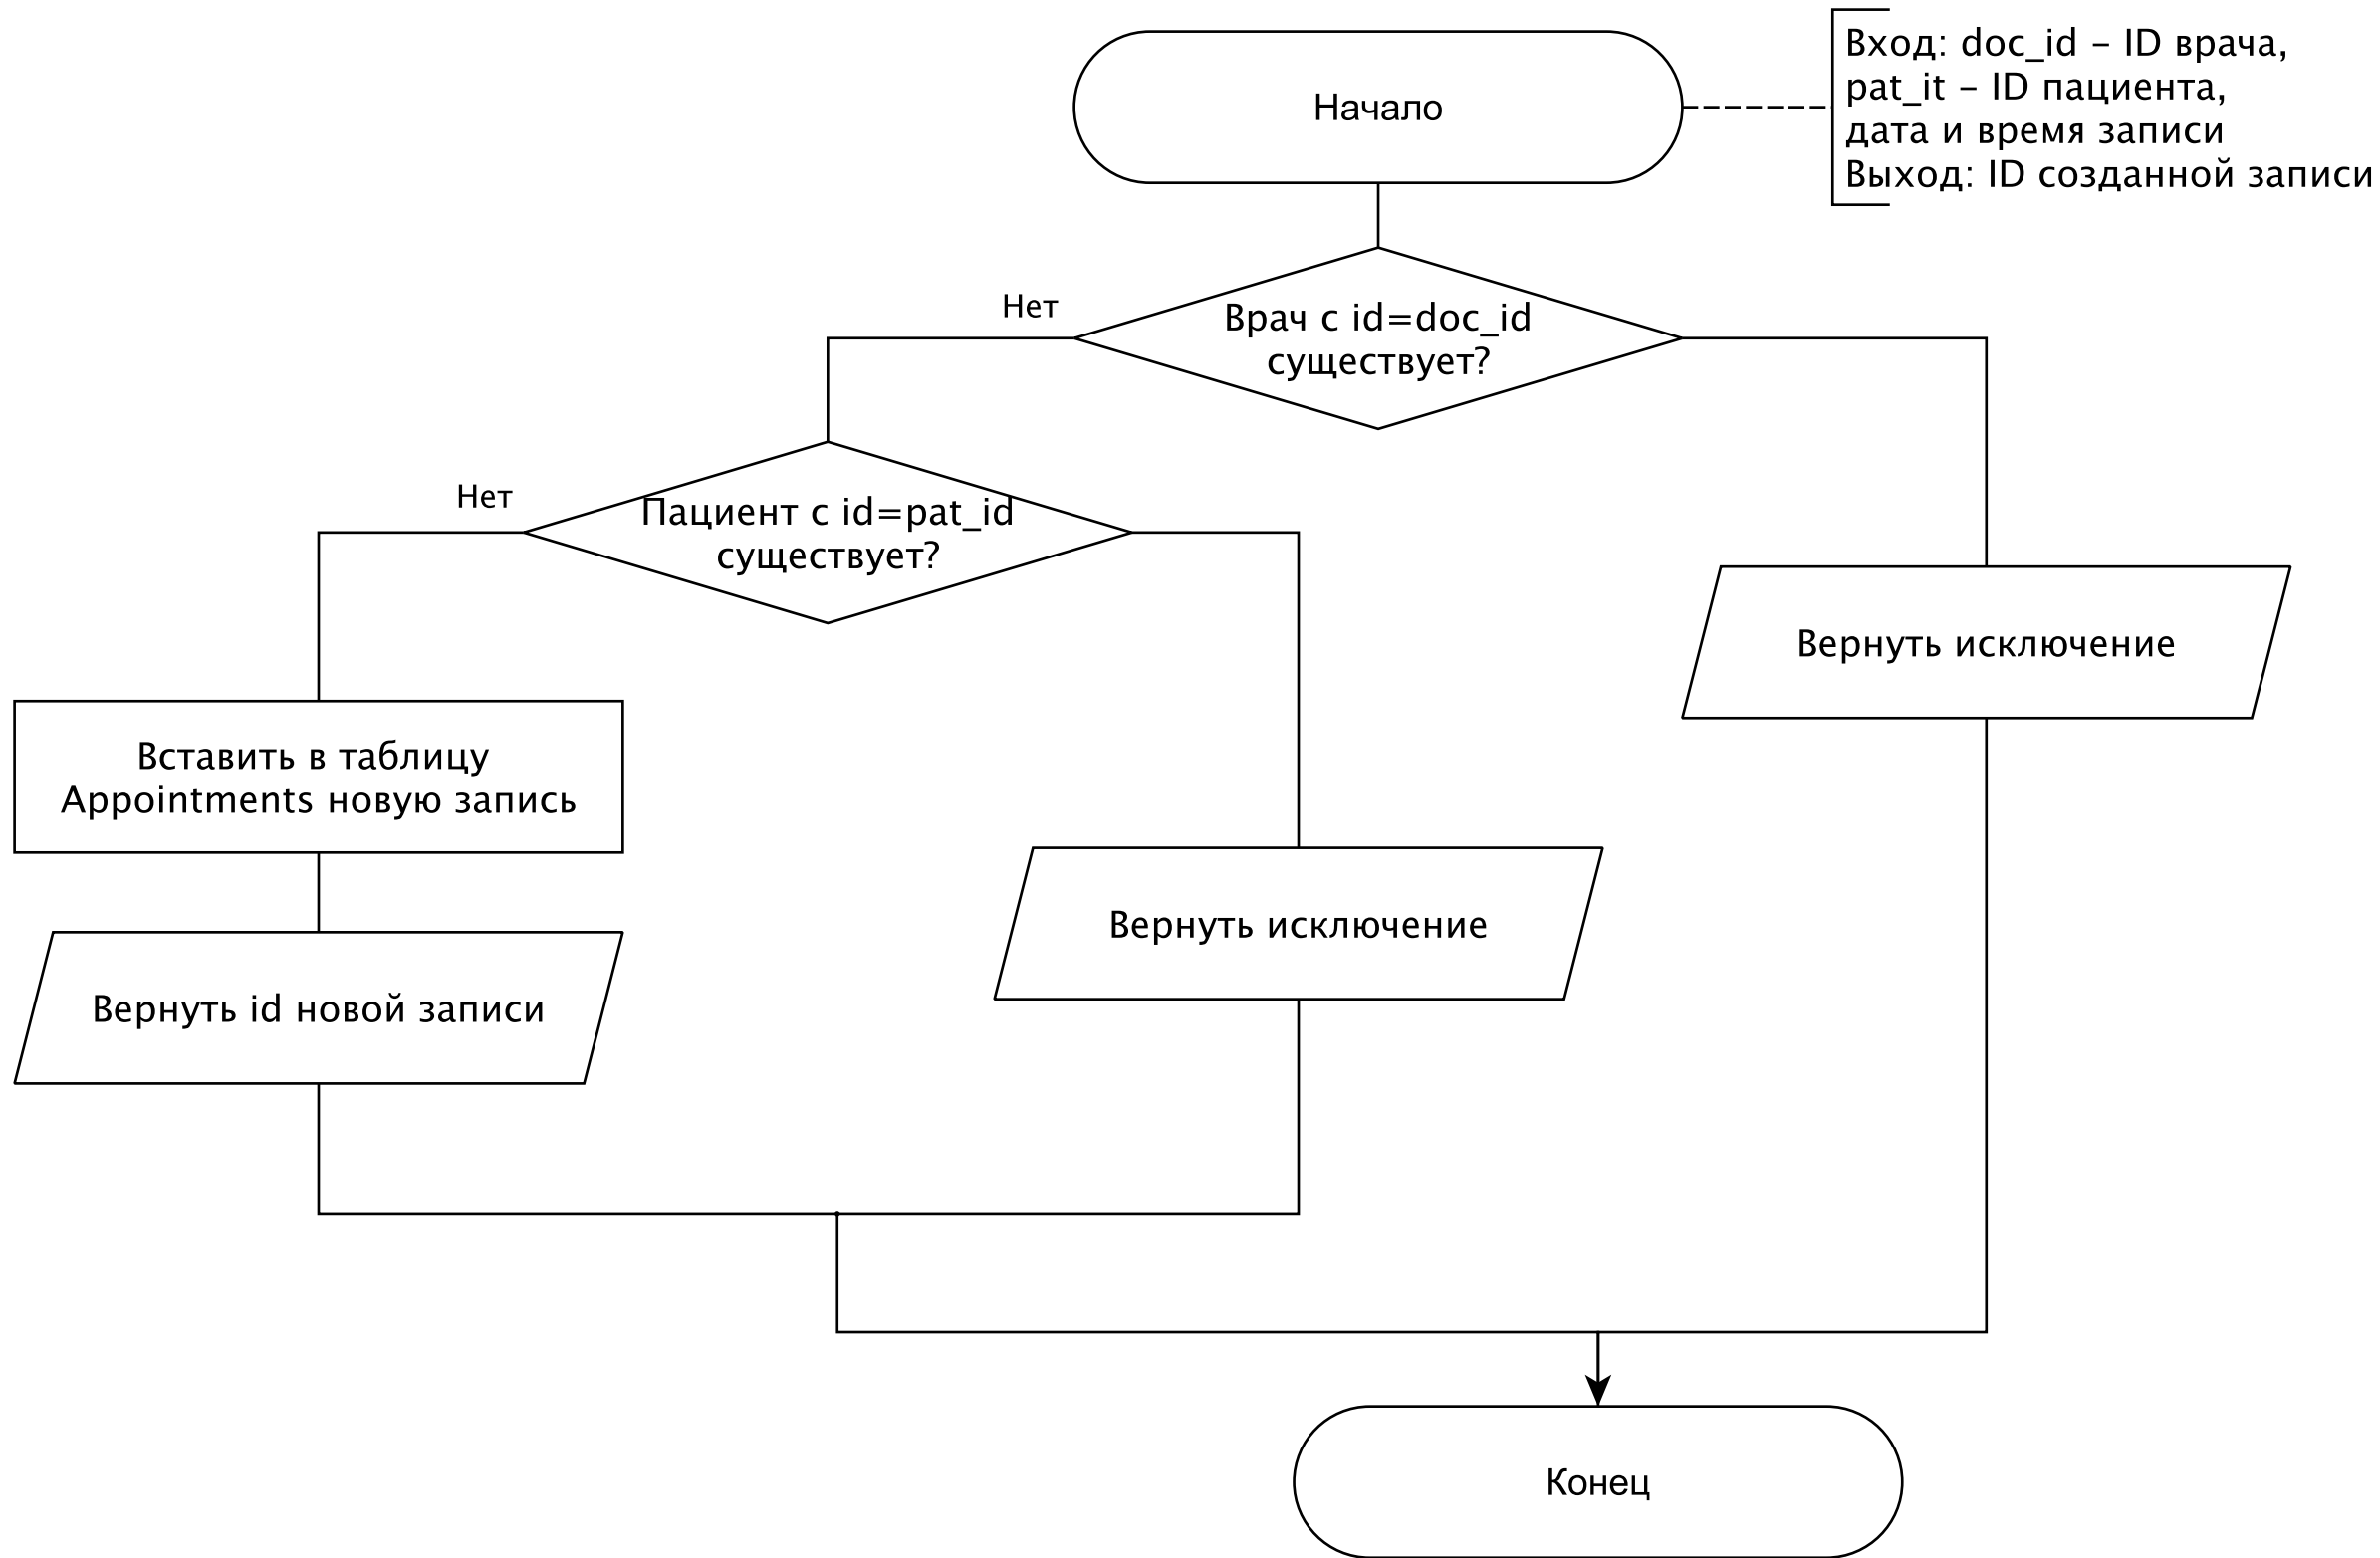 Начало
Вход: doc_id – ID врача,
pat_it – ID пациента,
дата и время записи
Выход: ID созданной записи
Нет
Врач с id=doc_id
существует?
Нет
Пациент с id=pat_id
существует?
Вернуть исключение
Вставить в таблицу
Appointments новую запись
Вернуть исключение
Вернуть id новой записи
Конец